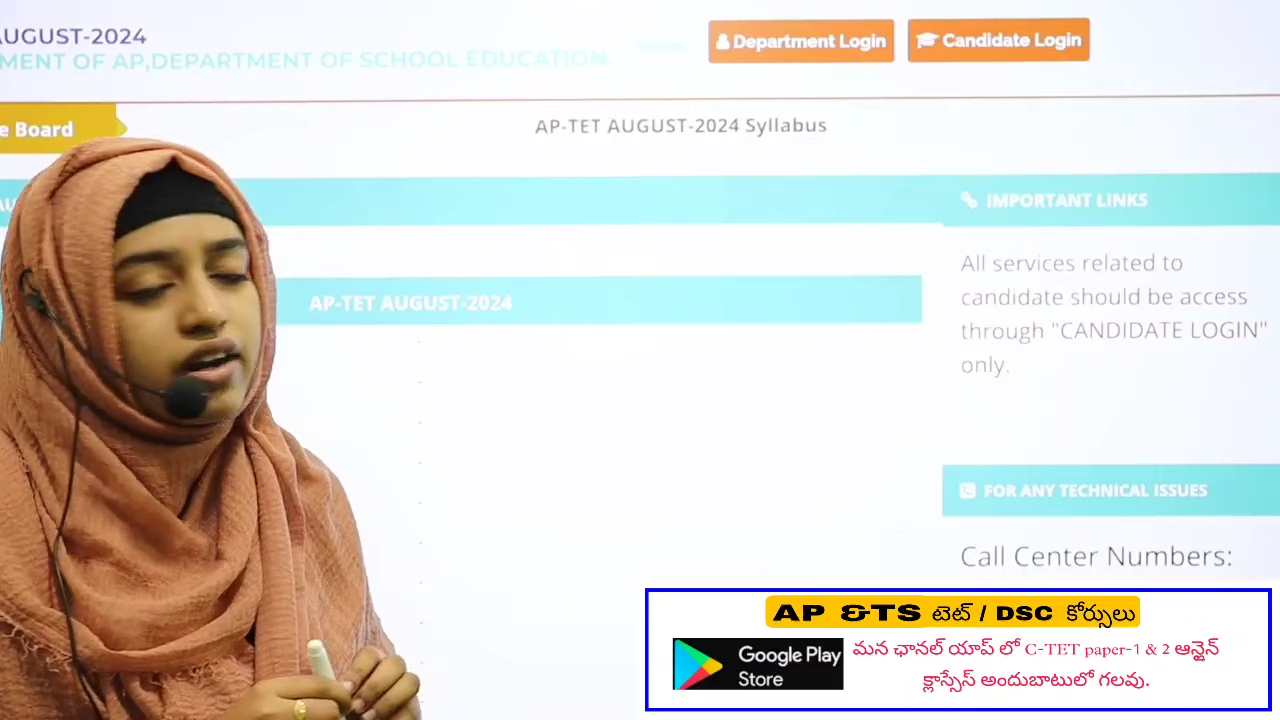 AUGUST-2024
MENT OF AP,DEPARTMENT OF SCHOOL EDUCATION
Department Login
Candidate Login
e Board
AP-TET AUGUST-2024 Syllabus
AU
IMPORTANT LINKS
All services related to
candidate should be access
through "CANDIDATE LOGIN"
only.
AP-TET AUGUST-2024
FOR ANY TECHNICAL ISSUES
Call Center Numbers:
AP &TS టెట్ / DSC కోర్సులు
Google Play
Store
మన ఛానల్ యాప్ లో C-TET paper-1 & 2 ఆన్లైన్
క్లాస్సేస్ అందుబాటులో గలవు.